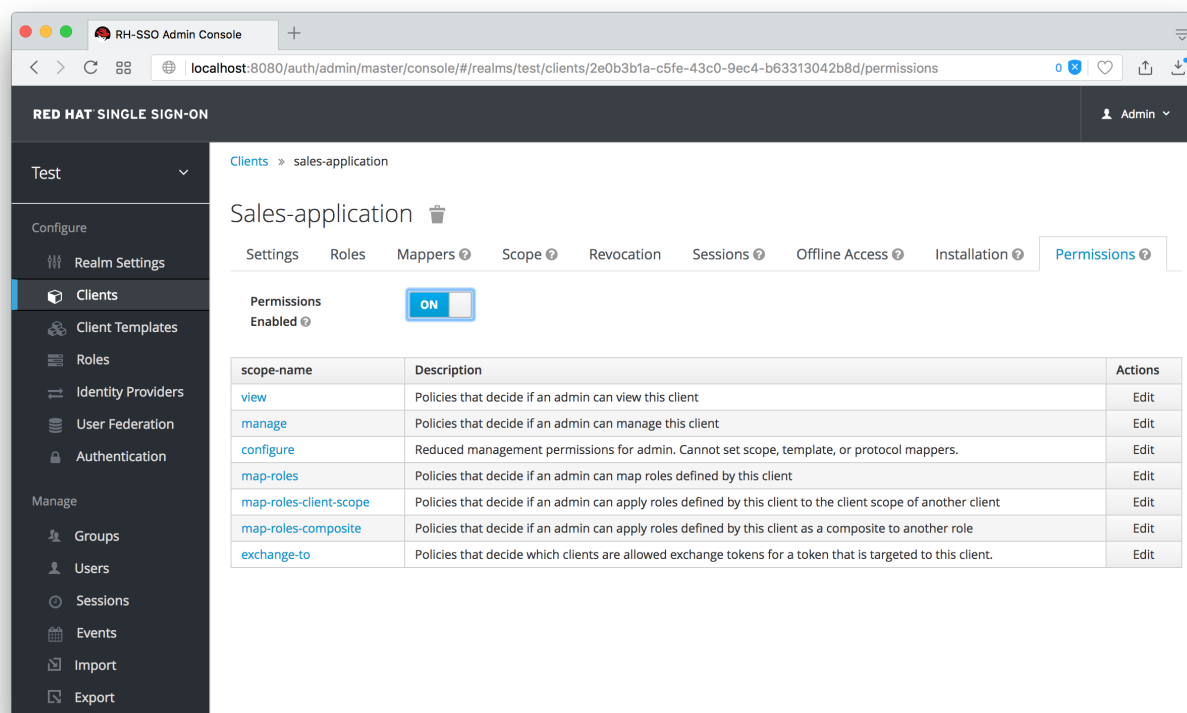 RH-SSO Admin Console
localhost:8080/auth/admin/master/console/#/realms/test/clients/2e0b3b1a-c5fe-43c0-9ec4-b63313042b8d/permissions 0
RED HAT SINGLE SIGN-ON
Admin
Test
Configure
Realm Settings
Clients
Client Templates
Roles
Identity Providers
User Federation
Authentication
Manage
Groups
Users
Sessions
Events
Import
Export
Clients » sales-application
Sales-application
Settings Roles Mappers Scope Revocation Sessions Offline Access Installation Permissions
Permissions
Enabled
ON
scope-name Description Actions
view Policies that decide if an admin can view this client Edit
manage Policies that decide if an admin can manage this client Edit
configure Reduced management permissions for admin. Cannot set scope, template, or protocol mappers. Edit
map-roles Policies that decide if an admin can map roles defined by this client Edit
map-roles-client-scope Policies that decide if an admin can apply roles defined by this client to the client scope of another client Edit
map-roles-composite Policies that decide if an admin can apply roles defined by this client as a composite to another role Edit
exchange-to Policies that decide which clients are allowed exchange tokens for a token that is targeted to this client. Edit